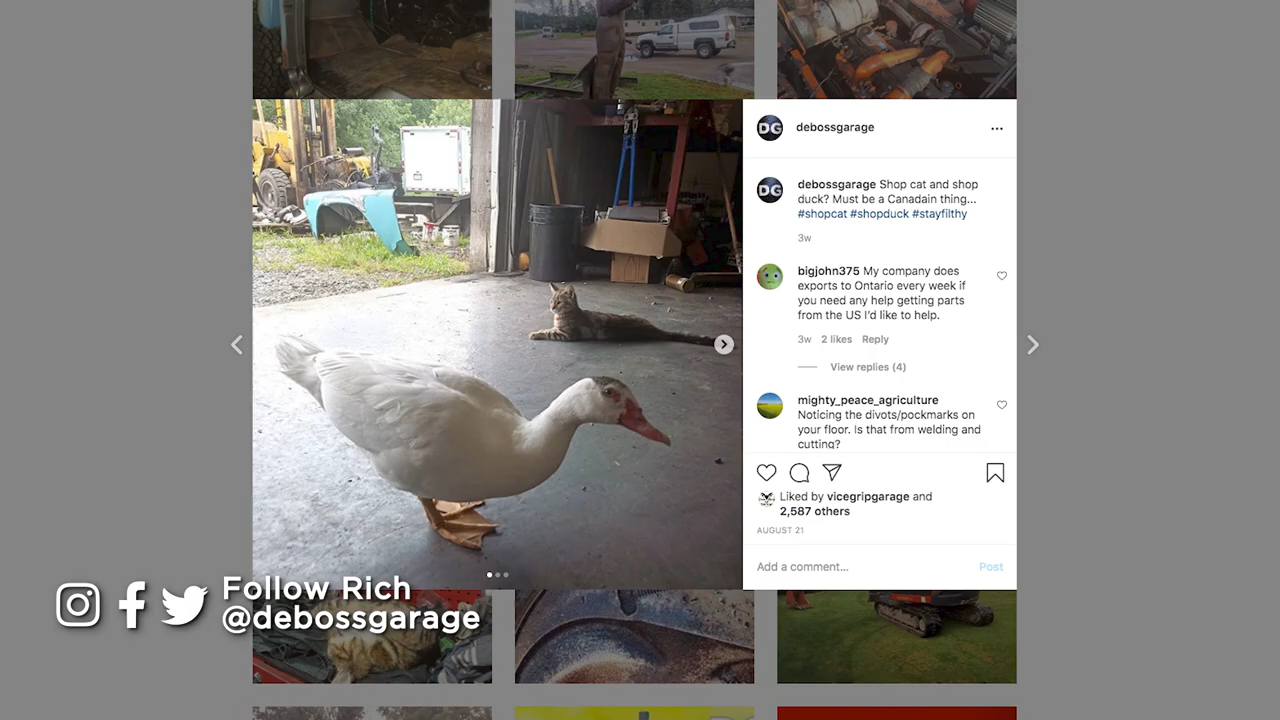 DG
debossgarage
...
DG
debossgarage Shop cat and shop
duck? Must be a Canadain thing...
#shopcat #shopduck #stayfilthy
3w
bigjohn375 My company does
exports to Ontario every week if
you need any help getting parts
from the US I'd like to help.
3w 2 likes Reply
View replies (4)
mighty_peace_agriculture
Noticing the divots/pockmarks on
your floor. Is that from welding and
cutting?
Liked by vicegripgarage and
2,587 others
AUGUST 21
Add a comment... Post
Follow Rich
@debossgarage